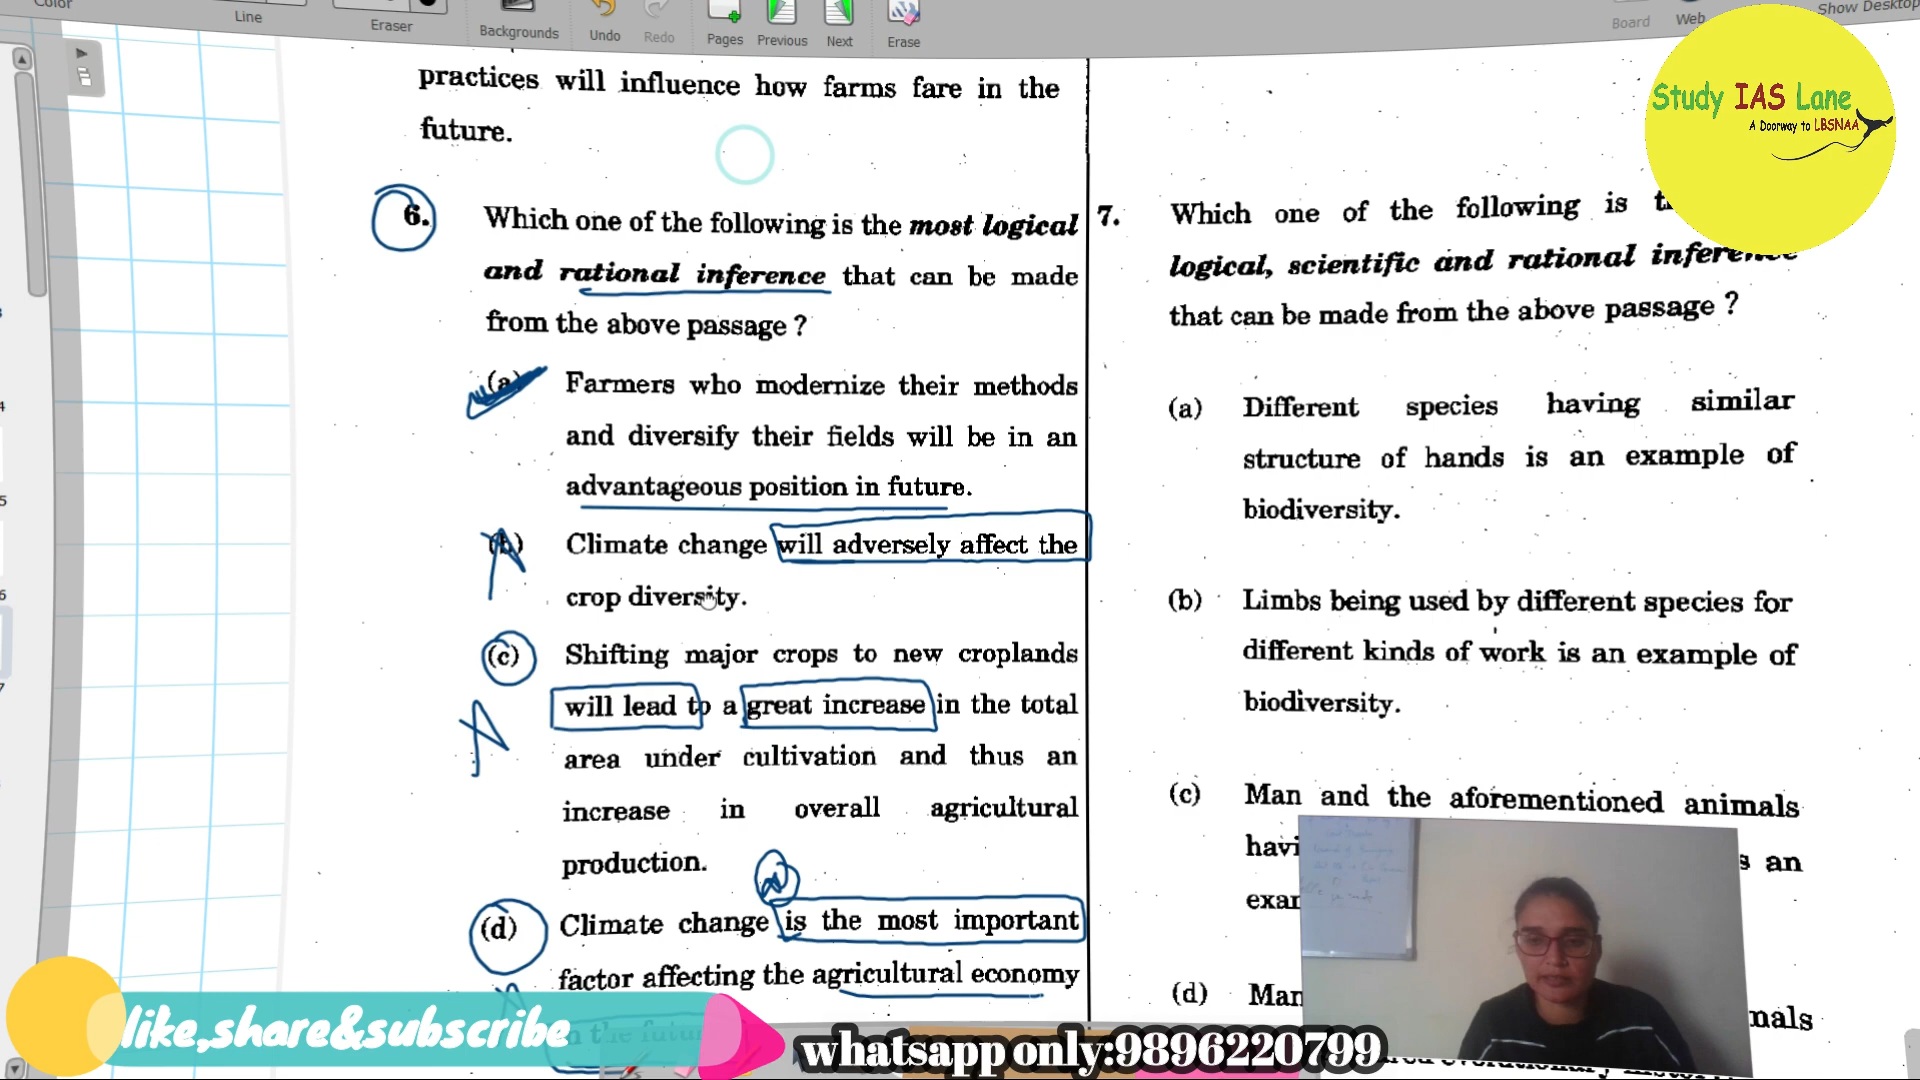 Color
Line
Eraser
Backgrounds
Undo
Redo
Pages
Previous
Next
Erase
Board
Web
Show Desktop
Study IAS Lane
A Doorway to LBSNAA
practices will influence how farms fare in the
future.
6.
Which one of the following is the most logical
and rational inference that can be made
from the above passage ?
(a) Farmers who modernize their methods
and diversify their fields will be in an
advantageous position in future.
(b) Climate change will adversely affect the
crop diversity.
(c) Shifting major crops to new croplands
will lead to a great increase in the total
area under cultivation and thus an
increase in overall agricultural
production.
(d) Climate change is the most important
factor affecting the agricultural economy
in the future.
7.
Which one of the following is
logical, scientific and rational inference
that can be made from the above passage ?
(a) Different species having similar
structure of hands is an example of
biodiversity.
(b) Limbs being used by different species for
different kinds of work is an example of
biodiversity.
(c) Man and the aforementioned animals
an
(d)
like,share&subscribe
whatsapp only:9896220799